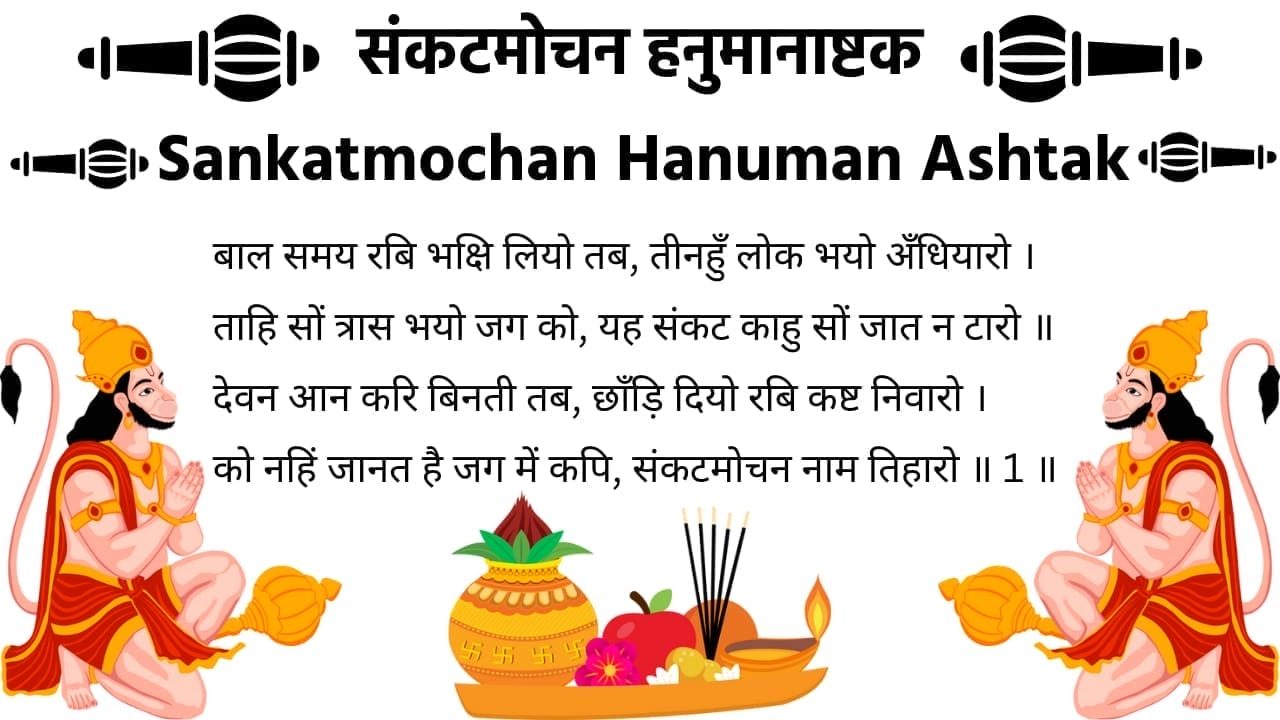 संकटमोचन हनुमानाष्टक
Sankatmochan Hanuman Ashtak
बाल समय रबि भक्षि लियो तब, तीनहुँ लोक भयो अँधियारो ।
ताहि सों त्रास भयो जग को, यह संकट काहु सों जात न टारो ॥
देवन आन करि बिनती तब, छाँड़ि दियो रबि कष्ट निवारो ।
को नहिं जानत है जग में कपि, संकटमोचन नाम तिहारो ॥ 1 ॥